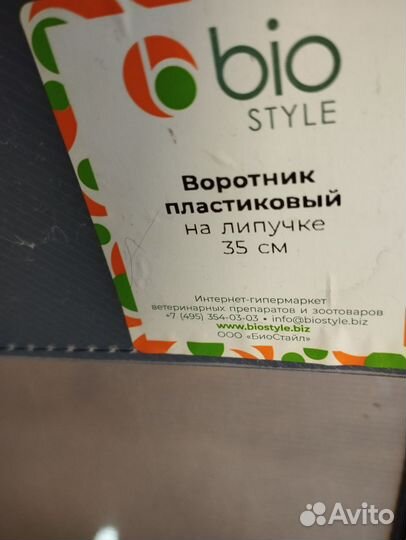 bio
STYLE
Воротник
пластиковый
на липучке
35 см
Интернет-гипермаркет
ветеринарных препаратов и зоотоваров
+7 (495) 354-03-03 • info@biostyle.biz
www.biostyle.biz
ООО «БиоСтайл»
Avito